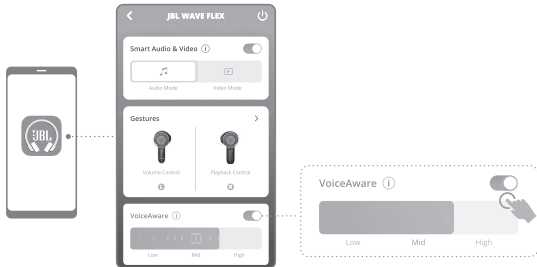 JBL WAVE FLEX
Smart Audio & Video i
Audio Mode Video Mode
Gestures
Volume Control Playback Control
L R
VoiceAware i
Low Mid High
JBL
VoiceAware i
Low Mid High